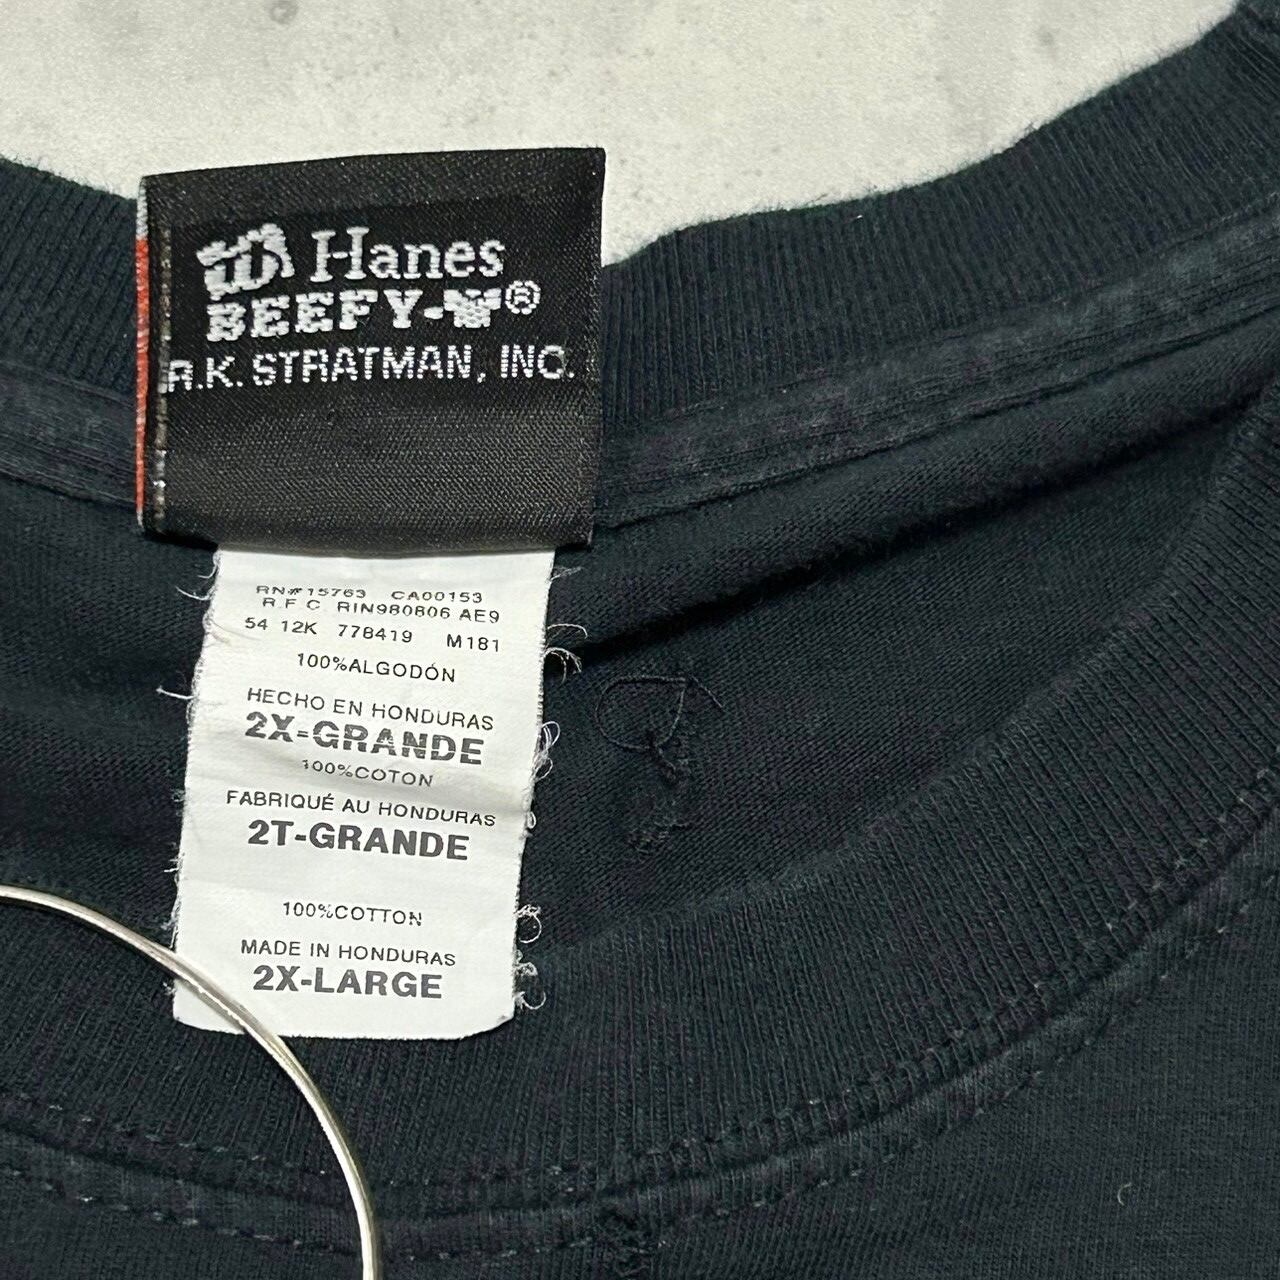 Hanes
BEEFY-T®
R.K. STRATMAN, INC.
RN#15763 CA00153
R.F.C. RIN980806 AE9
54 12K 778419 M181
100%ALGODÓN
HECHO EN HONDURAS
2X-GRANDE
100%COTON
FABRIQUÉ AU HONDURAS
2T-GRANDE
100%COTTON
MADE IN HONDURAS
2X-LARGE